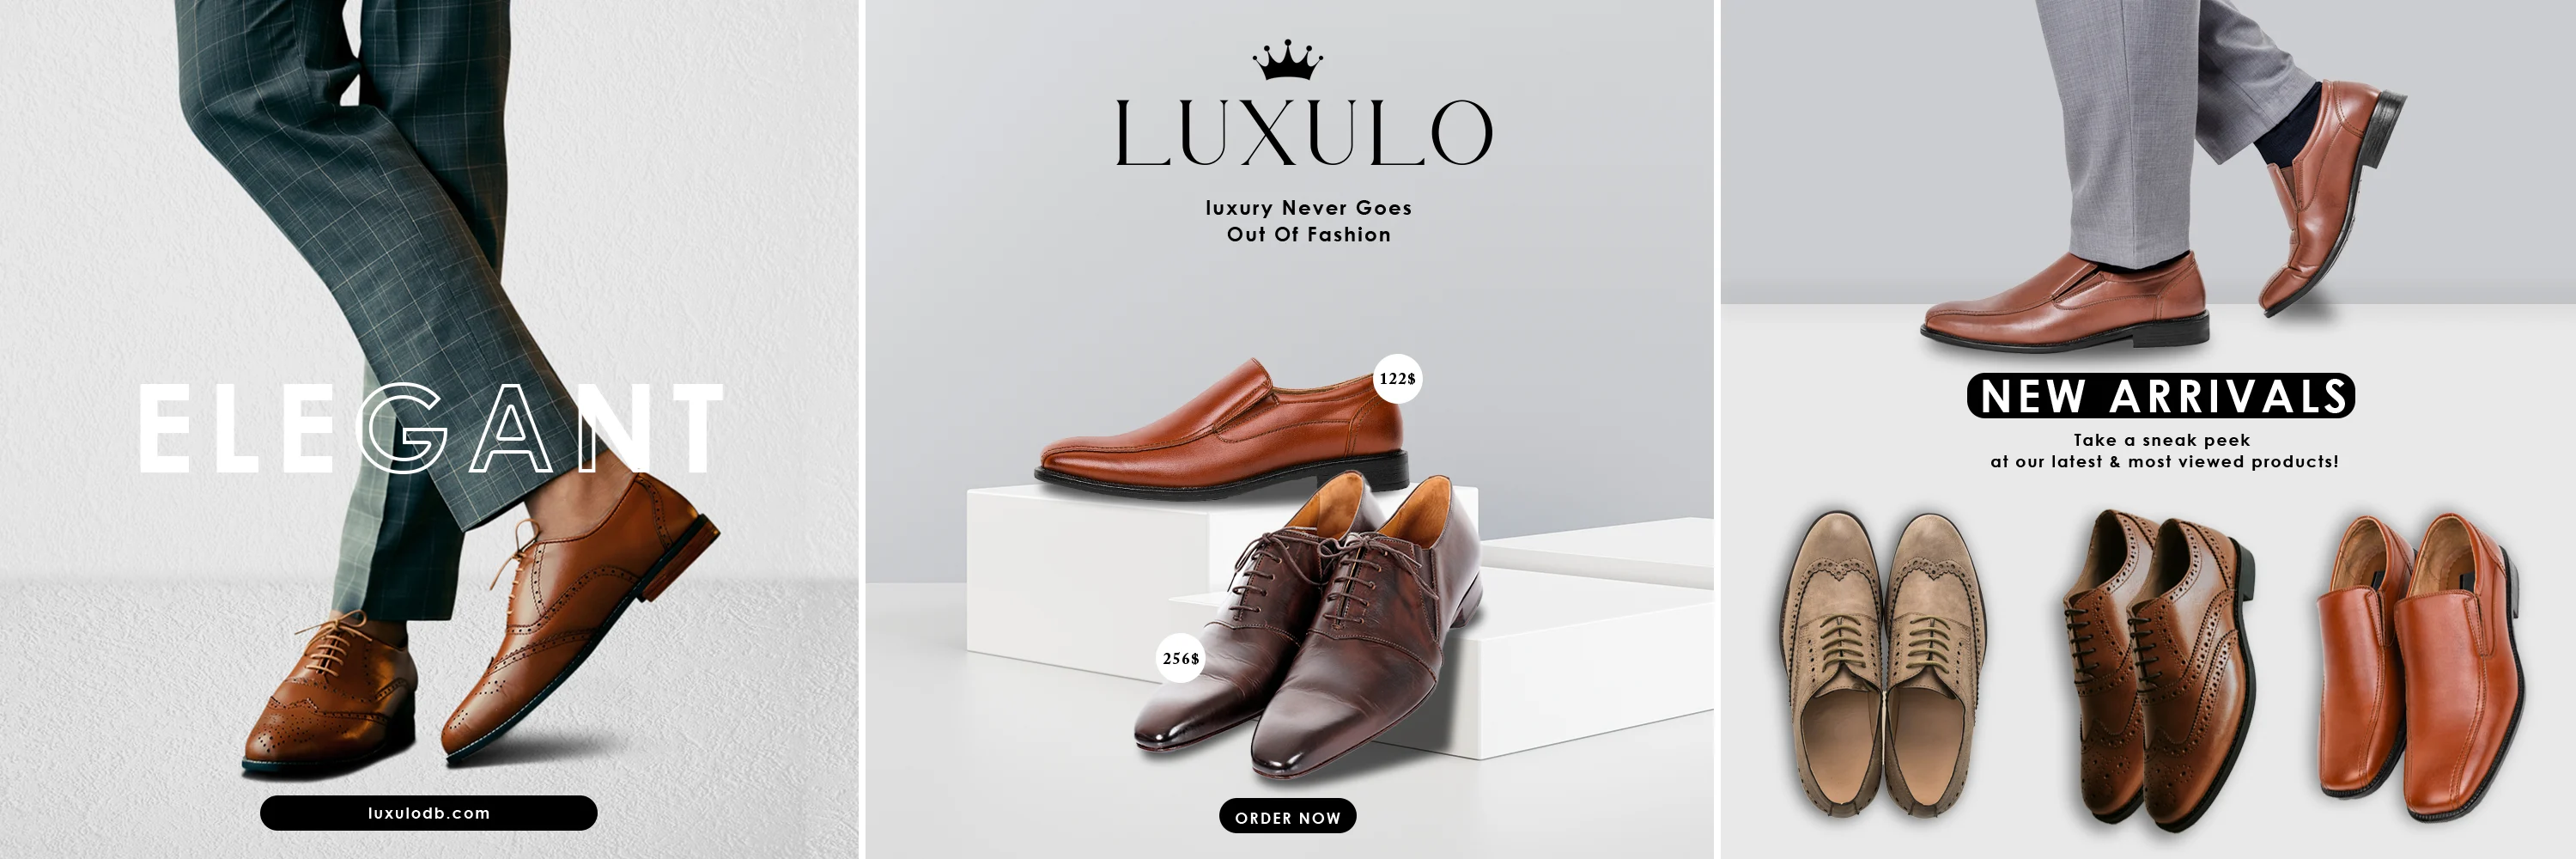 ELEGANT
luxulodb.com
LUXULO
luxury Never Goes
Out Of Fashion
122$
256$
ORDER NOW
NEW ARRIVALS
Take a sneak peek
at our latest & most viewed products!